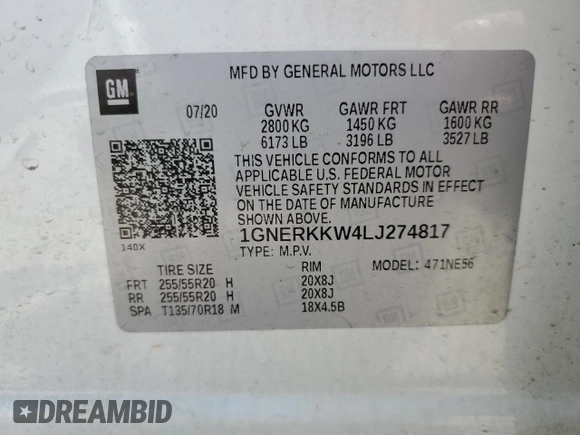 GM
MFD BY GENERAL MOTORS LLC
07/20 GVWR GAWR FRT GAWR RR
2800 KG 1450 KG 1600 KG
6173 LB 3196 LB 3527 LB
THIS VEHICLE CONFORMS TO ALL
APPLICABLE U.S. FEDERAL MOTOR
VEHICLE SAFETY STANDARDS IN EFFECT
ON THE DATE OF MANUFACTURE
SHOWN ABOVE.
1GNERKKW4LJ274817
140X
TYPE: M.P.V.
TIRE SIZE RIM MODEL: 471NE56
FRT 255/55R20 H 20X8J
RR 255/55R20 H 20X8J
SPA T135/70R18 M 18X4.5B
DREAMBID